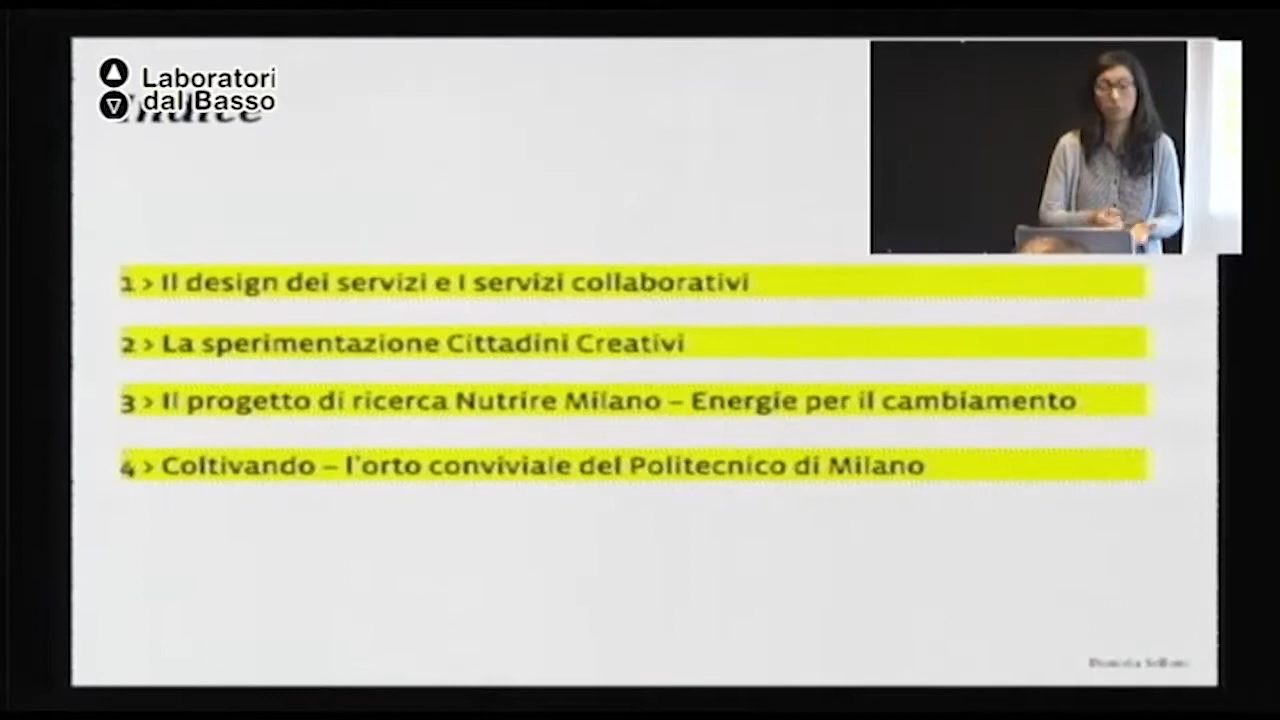 Laboratori
dal Basso
Indice
1 > Il design dei servizi e I servizi collaborativi
2 > La sperimentazione Cittadini Creativi
3 > Il progetto di ricerca Nutrire Milano – Energie per il cambiamento
4 > Coltivando – l'orto conviviale del Politecnico di Milano